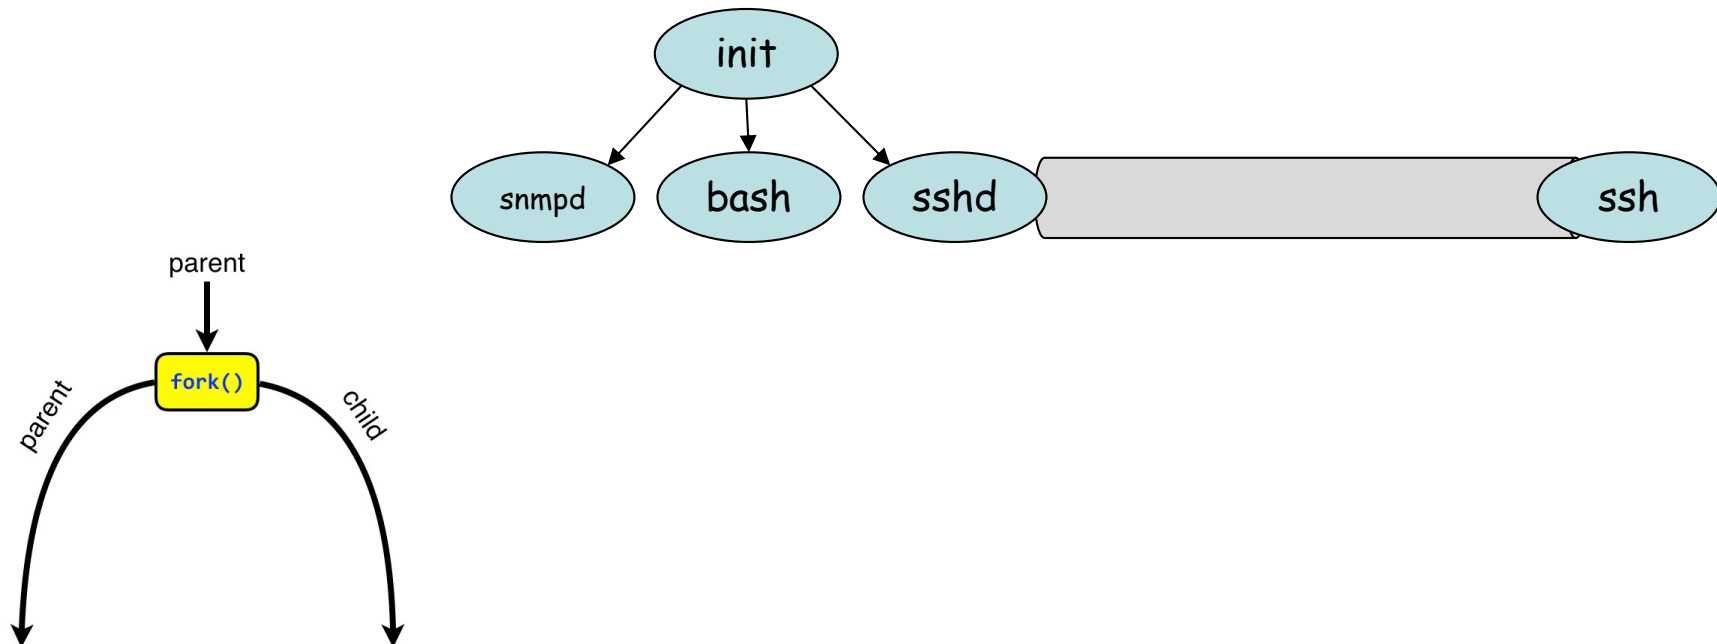 init
snmpd
bash
sshd
ssh
parent
fork()
parent
child